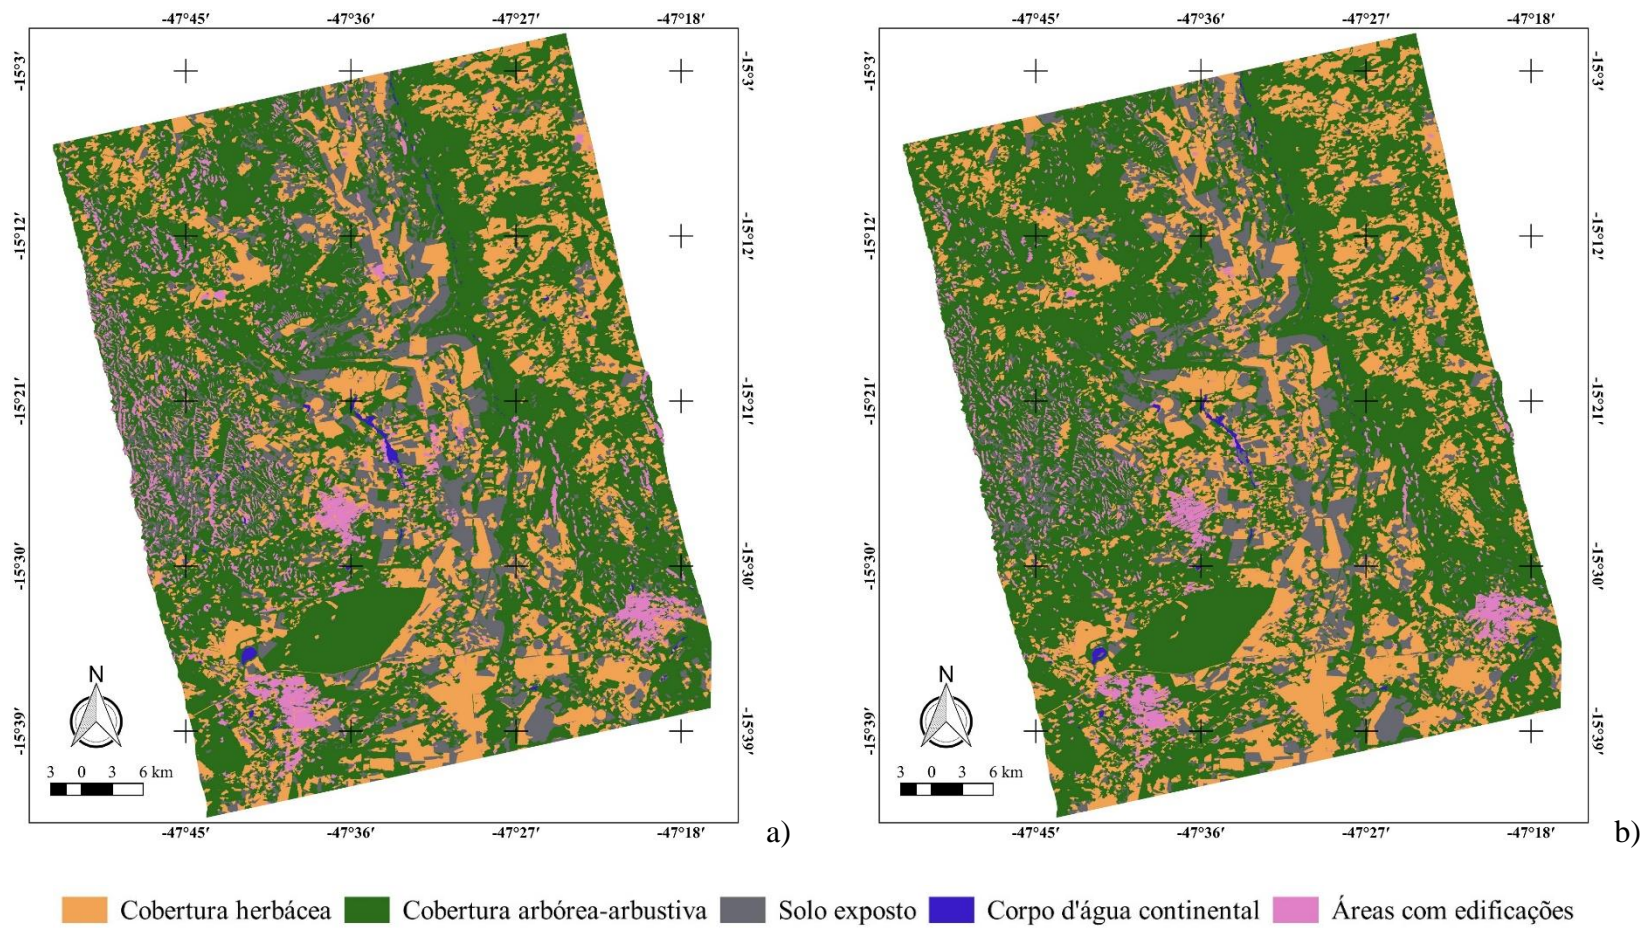 -47°45' -47°36' -47°27' -47°18' -47°45' -47°36' -47°27' -47°18'
-15°3' -15°3' -15°3' -15°3'
-15°12' -15°12' -15°12' -15°12'
-15°21' -15°21' -15°21' -15°21'
-15°30' -15°30' -15°30' -15°30'
N N
-15°39' -15°39' -15°39' -15°39'
3 0 3 6 km 3 0 3 6 km
-47°45' -47°36' -47°27' -47°18' a) -47°45' -47°36' -47°27' -47°18' b)
Cobertura herbácea Cobertura arbórea-arbustiva Solo exposto Corpo d'água continental Áreas com edificações